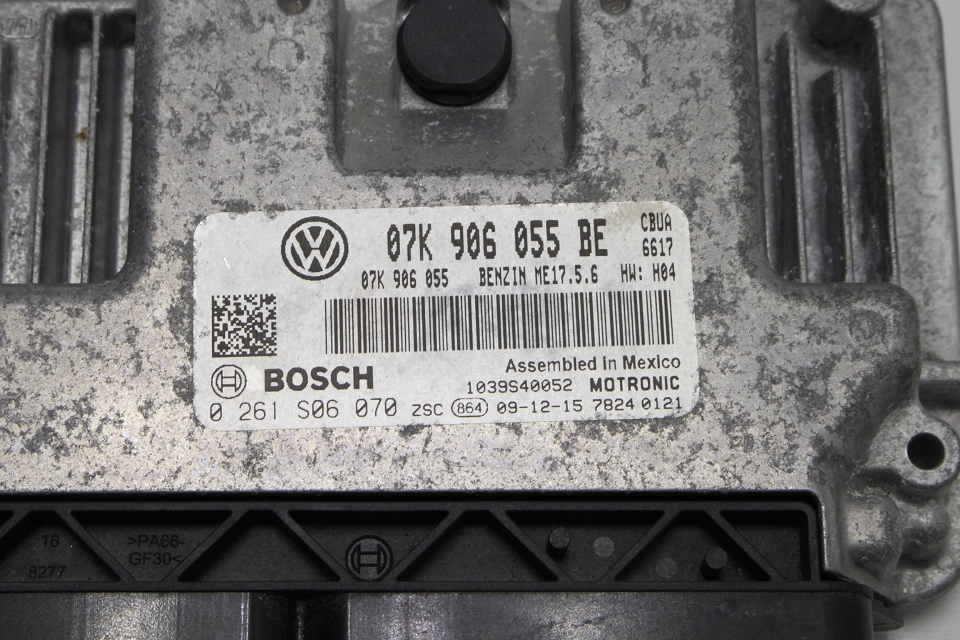 07K 906 055 BE
CBUA
6617
07K 906 055 BENZIN ME17.5.6 HW: H04
Assembled in Mexico
BOSCH
1039S40052 MOTRONIC
0 261 S06 070 ZSC 864 09-12-15 7824 0121
16
8277
>PA66-
GF30<